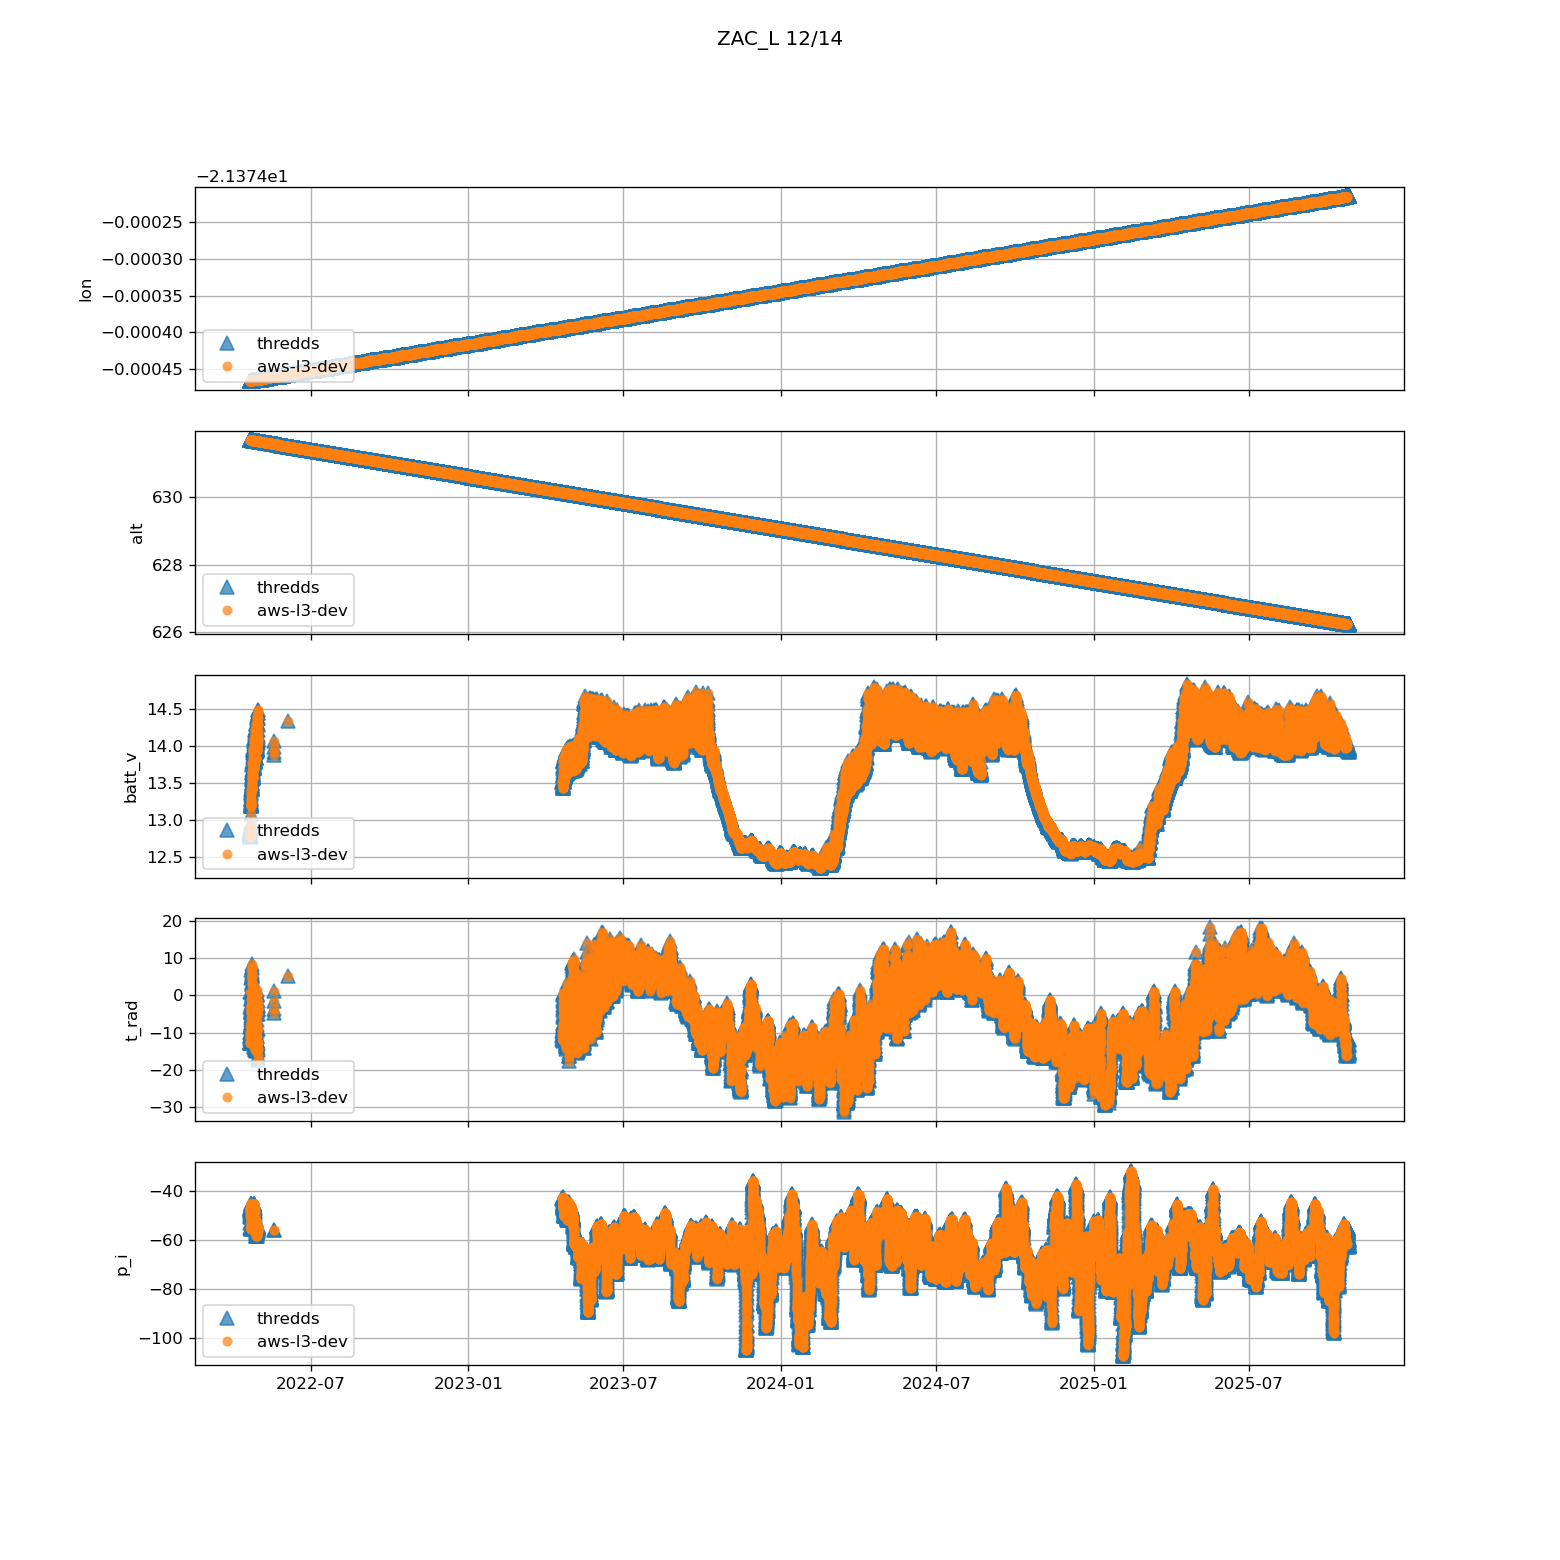 ZAC_L 12/14
−2.1374e1
−0.00025
−0.00030
−0.00035
−0.00040
−0.00045
lon
thredds
aws-l3-dev
630
628
626
alt
thredds
aws-l3-dev
14.5
14.0
13.5
13.0
12.5
batt_v
thredds
aws-l3-dev
20
10
0
−10
−20
−30
t_rad
thredds
aws-l3-dev
−40
−60
−80
−100
p_i
thredds
aws-l3-dev
2022-07 2023-01 2023-07 2024-01 2024-07 2025-01 2025-07